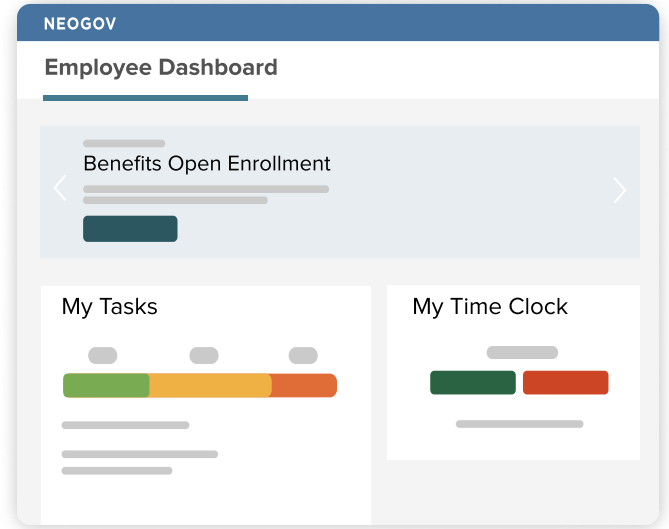 NEOGOV
Employee Dashboard
Benefits Open Enrollment
My Tasks
My Time Clock